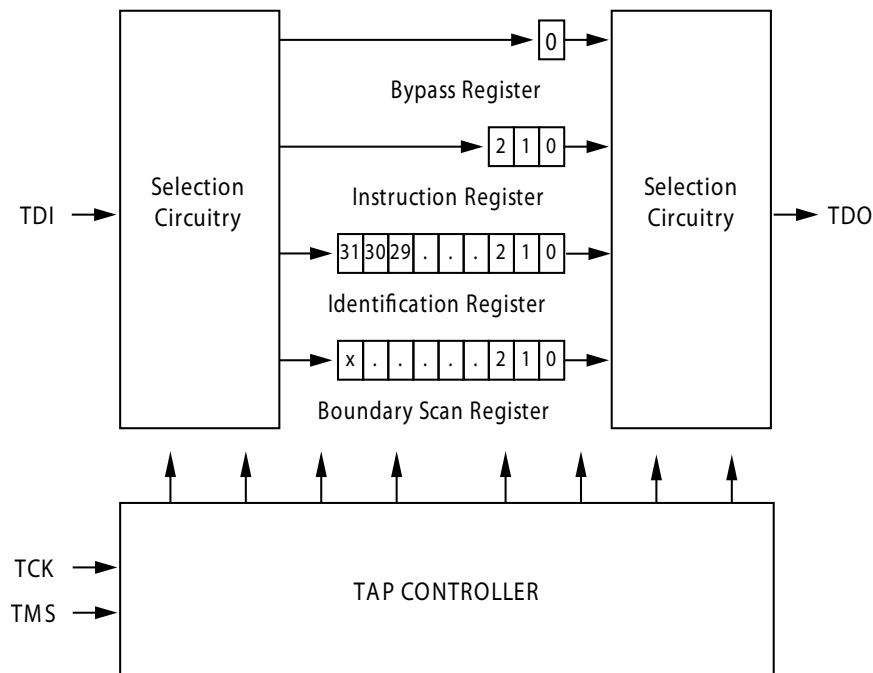 0
Bypass Register
2 1 0
Instruction Register
Selection
Circuitry
Selection
Circuitry
TDI
TDO
31 30 29 . . . 2 1 0
Identification Register
x . . . . . 2 1 0
Boundary Scan Register
TCK
TMS
TAP CONTROLLER